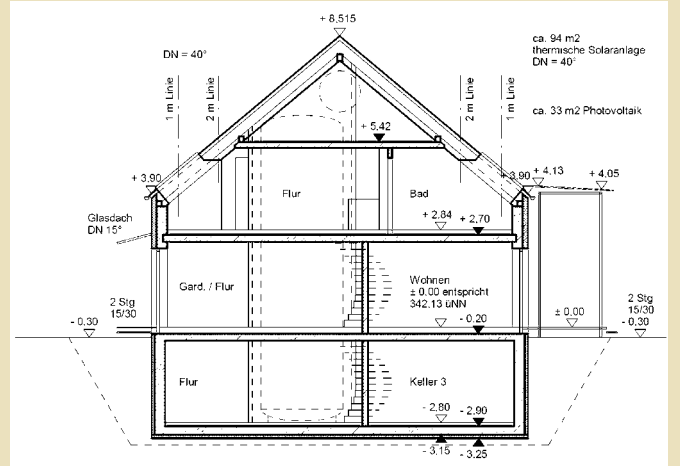 + 8,515
ca. 94 m2
thermische Solaranlage
DN = 40°
DN = 40°
1 m Linie
2 m Linie
2 m Linie
1 m Linie
ca. 33 m2 Photovoltaik
+ 5,42
+ 3,90
+ 3,90
+ 4,13
+ 4,05
Flur
Bad
Glasdach
DN 15°
+ 2,84
+ 2,70
Gard. / Flur
Wohnen
± 0,00 entspricht
342.13 üNN
2 Stg
15/30
- 0,30
- 0,20
± 0,00
2 Stg
15/30
- 0,30
Flur
Keller 3
- 2,80
- 2,90
- 3,15
- 3,25